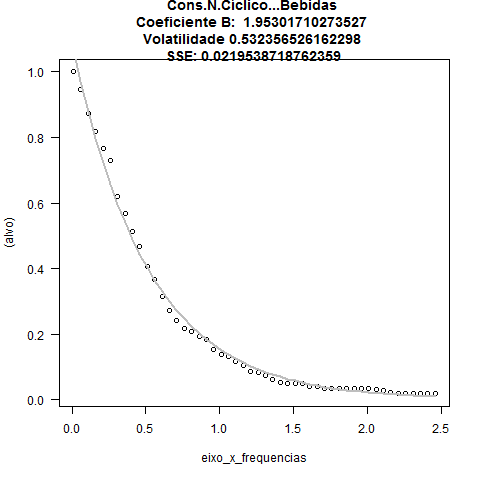 Cons.N.Ciclico...Bebidas
Coeficiente B:  1.95301710273527
Volatilidade 0.532356526162298
SSE: 0.0219538718762359
1.0
0.8
0.6
0.4
0.2
0.0
(alvo)
0.0 0.5 1.0 1.5 2.0 2.5
eixo_x_frequencias